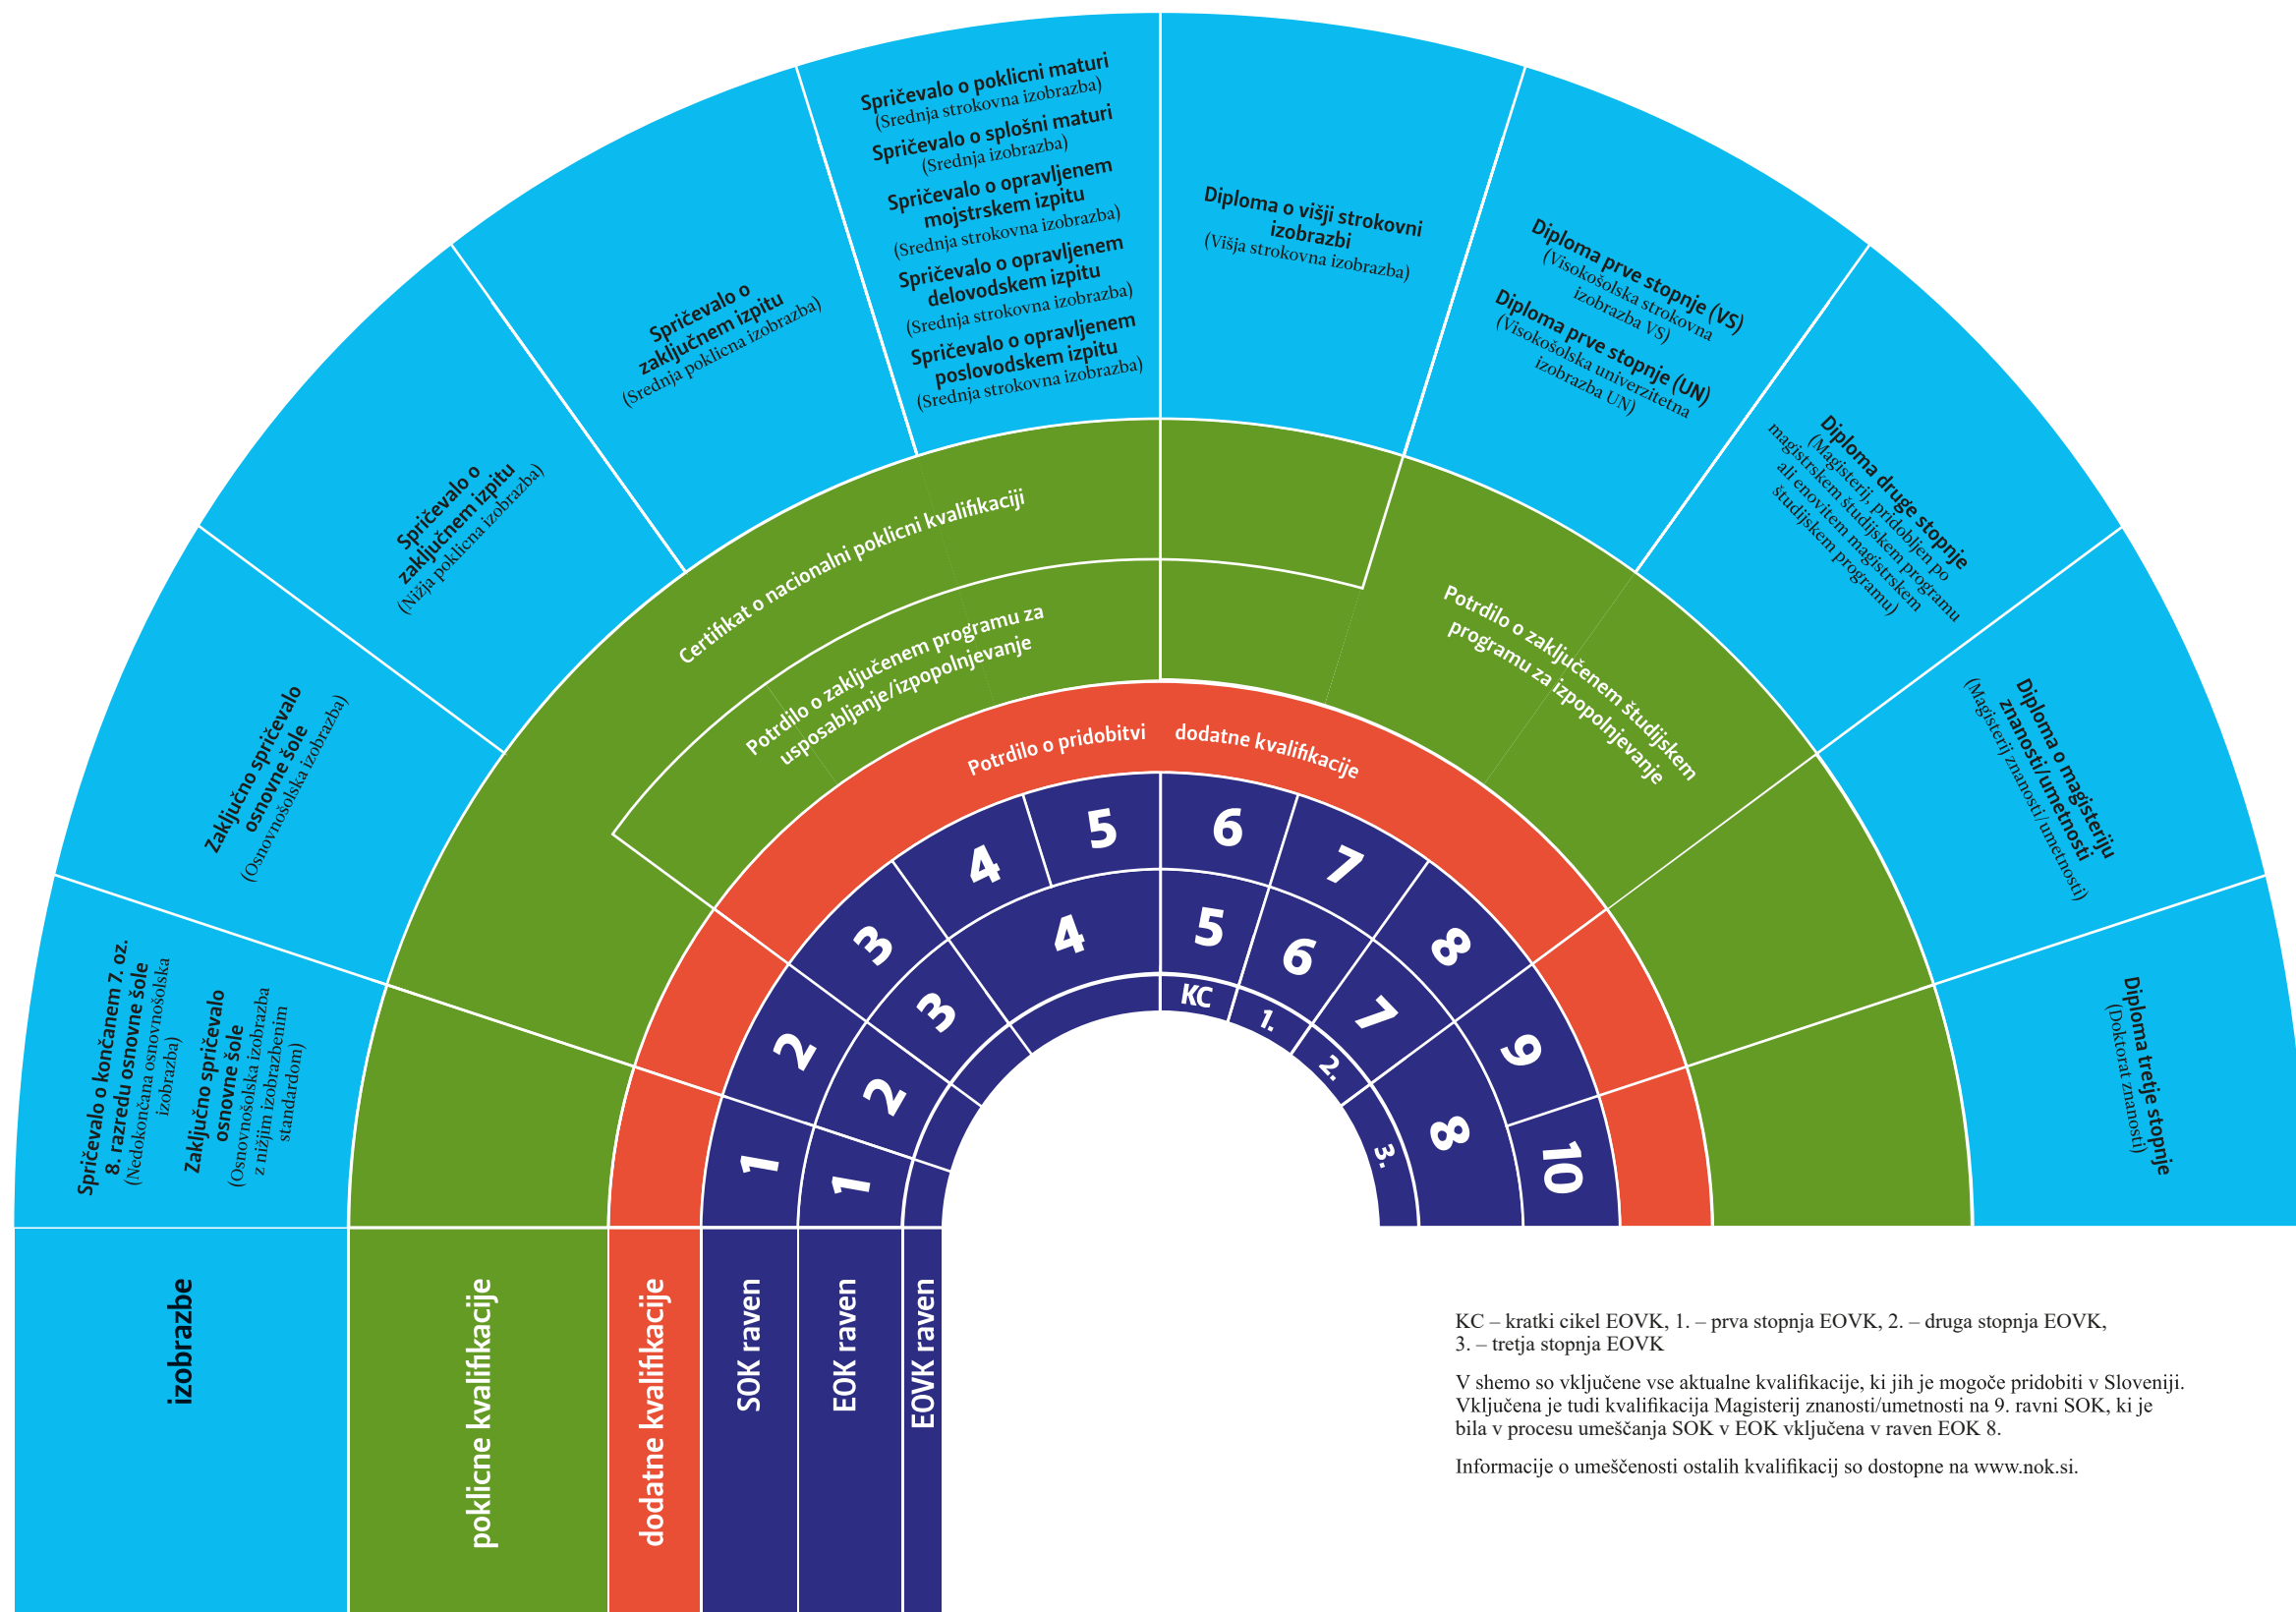 Spričevalo o končanem 7. oz.
8. razredu osnovne šole
(Nedokončana osnovnošolska
izobrazba)
Zaključno spričevalo
osnovne šole
(Osnovnošolska izobrazba
z nižjim izobrazbenim
standardom)
Zaključno spričevalo
osnovne šole
(Osnovnošolska izobrazba)
Spričevalo o
zaključnem izpitu
(Nižja poklicna izobrazba)
Spričevalo o
zaključnem izpitu
(Srednja poklicna izobrazba)
Spričevalo o poklicni maturi
(Srednja strokovna izobrazba)
Spričevalo o splošni maturi
(Srednja izobrazba)
Spričevalo o opravljenem
mojstrskem izpitu
(Srednja strokovna izobrazba)
Spričevalo o opravljenem
delovodskem izpitu
(Srednja strokovna izobrazba)
Spričevalo o opravljenem
poslovodskem izpitu
(Srednja strokovna izobrazba)
Diploma o višji strokovni
izobrazbi
(Višja strokovna izobrazba)
Diploma prve stopnje (VS)
(Visokošolska strokovna
izobrazba VS)
Diploma prve stopnje (UN)
(Visokošolska univerzitetna
izobrazba UN)
Diploma druge stopnje
(Magisterij, pridobljen po
magistrskem študijskem programu
ali enovitem magistrskem
študijskem programu)
Diploma o magisteriju
znanosti/umetnosti
(Magisterij znanosti/umetnosti)
Diploma tretje stopnje
(Doktorat znanosti)
Certifikat o nacionalni poklicni kvalifikaciji
Potrdilo o zaključenem programu za
usposabljanje/izpopolnjevanje
Potrdilo o zaključenem študijskem
programu za izpopolnjevanje
Potrdilo o pridobitvi dodatne kvalifikacije
1
2
3
4
5
6
7
8
9
10
1
2
3
4
5
6
7
8
KC
1.
2.
3.
izobrazbe
poklicne kvalifikacije
dodatne kvalifikacije
SOK raven
EOK raven
EOVK raven
KC – kratki cikel EOVK, 1. – prva stopnja EOVK, 2. – druga stopnja EOVK,
3. – tretja stopnja EOVK
V shemo so vključene vse aktualne kvalifikacije, ki jih je mogoče pridobiti v Sloveniji.
Vključena je tudi kvalifikacija Magisterij znanosti/umetnosti na 9. ravni SOK, ki je
bila v procesu umeščanja SOK v EOK vključena v raven EOK 8.
Informacije o umeščenosti ostalih kvalifikacij so dostopne na www.nok.si.